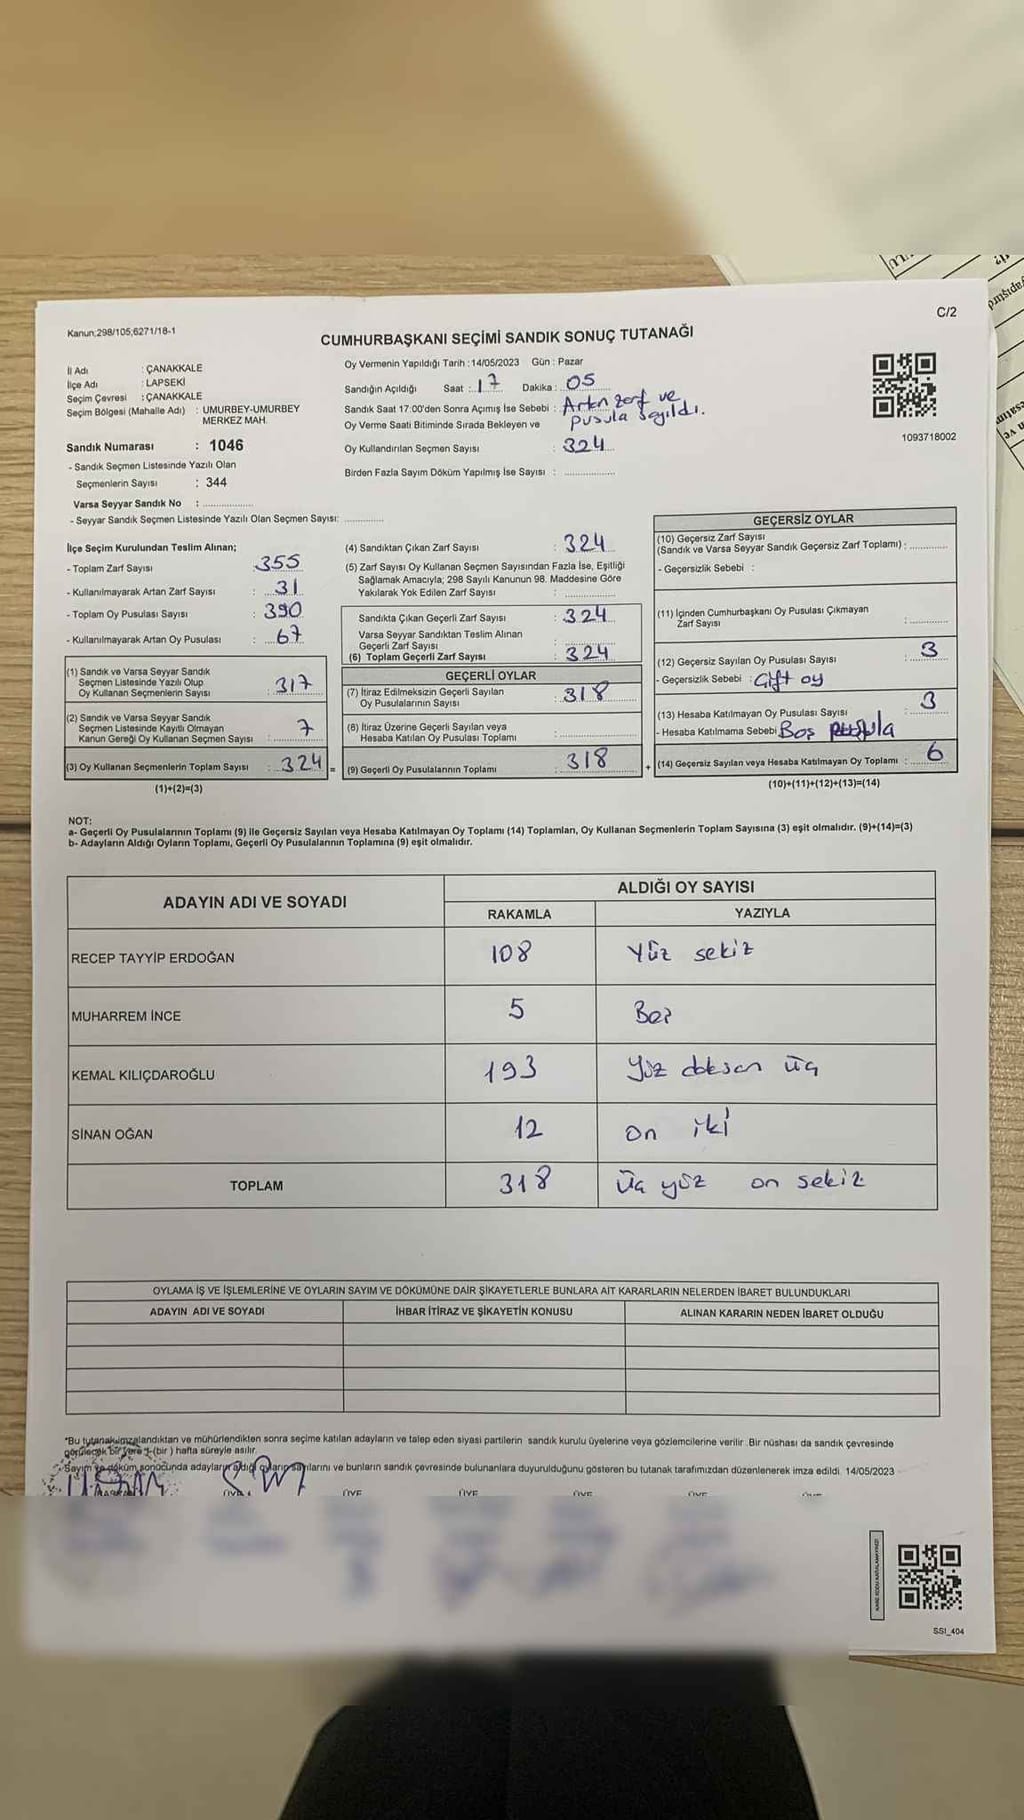 C/2
Kanun:298/105,6271/18-1
CUMHURBAŞKANI SEÇİMİ SANDIK SONUÇ TUTANAĞI
İl Adı : ÇANAKKALE
İlçe Adı : LAPSEKİ
Seçim Çevresi : ÇANAKKALE
Seçim Bölgesi (Mahalle Adı) : UMURBEY-UMURBEY
MERKEZ MAH.
Sandık Numarası : 1046
- Sandık Seçmen Listesinde Yazılı Olan
Seçmenlerin Sayısı : 344
Varsa Seyyar Sandık No : ..............
- Seyyar Sandık Seçmen Listesinde Yazılı Olan Seçmen Sayısı: ............
Oy Vermenin Yapıldığı Tarih : 14/05/2023 Gün : Pazar
Sandığın Açıldığı Saat : 17 Dakika : 05
Sandık Saat 17:00'den Sonra Açımış İse Sebebi : Artan zarf ve
Oy Verme Saati Bitiminde Sırada Bekleyen ve pusula sayıldı.
Oy Kullandırılan Seçmen Sayısı : 324
Birden Fazla Sayım Döküm Yapılmış İse Sayısı : ..............
1093718002
İlçe Seçim Kurulundan Teslim Alınan;
- Toplam Zarf Sayısı : 355
- Kullanılmayarak Artan Zarf Sayısı : 31
- Toplam Oy Pusulası Sayısı : 390
- Kullanılmayarak Artan Oy Pusulası : 67
(1) Sandık ve Varsa Seyyar Sandık
Seçmen Listesinde Yazılı Olup
Oy Kullanan Seçmenlerin Sayısı : 317
(2) Sandık ve Varsa Seyyar Sandık
Seçmen Listesinde Kayıtlı Olmayan
Kanun Gereği Oy Kullanan Seçmen Sayısı : 7
(3) Oy Kullanan Seçmenlerin Toplam Sayısı : 324 =
(1)+(2)=(3)
(4) Sandıktan Çıkan Zarf Sayısı : 324
(5) Zarf Sayısı Oy Kullanan Seçmen Sayısından Fazla İse, Eşitliği
Sağlamak Amacıyla; 298 Sayılı Kanunun 98. Maddesine Göre
Yakılarak Yok Edilen Zarf Sayısı : ..............
Sandıkta Çıkan Geçerli Zarf Sayısı : 324
Varsa Seyyar Sandıktan Teslim Alınan
Geçerli Zarf Sayısı
(6) Toplam Geçerli Zarf Sayısı : 324
GEÇERLİ OYLAR
(7) İtiraz Edilmeksizin Geçerli Sayılan
Oy Pusulalarının Sayısı : 318
(8) İtiraz Üzerine Geçerli Sayılan veya
Hesaba Katılan Oy Pusulası Toplamı : ..............
(9) Geçerli Oy Pusulalarının Toplamı : 318 +
GEÇERSİZ OYLAR
(10) Geçersiz Zarf Sayısı
(Sandık ve Varsa Seyyar Sandık Geçersiz Zarf Toplamı) : ............
- Geçersizlik Sebebi :
(11) İçinden Cumhurbaşkanı Oy Pusulası Çıkmayan
Zarf Sayısı : ............
(12) Geçersiz Sayılan Oy Pusulası Sayısı : 3
- Geçersizlik Sebebi : Çift oy
(13) Hesaba Katılmayan Oy Pusulası Sayısı : 3
- Hesaba Katılmama Sebebi : Boş pusula
(14) Geçersiz Sayılan veya Hesaba Katılmayan Oy Toplamı : 6
(10)+(11)+(12)+(13)=(14)
NOT:
a- Geçerli Oy Pusulalarının Toplamı (9) ile Geçersiz Sayılan veya Hesaba Katılmayan Oy Toplamı (14) Toplamları, Oy Kullanan Seçmenlerin Toplam Sayısına (3) eşit olmalıdır. (9)+(14)=(3)
b- Adayların Aldığı Oyların Toplamı, Geçerli Oy Pusulalarının Toplamına (9) eşit olmalıdır.
ADAYIN ADI VE SOYADI ALDIĞI OY SAYISI
RAKAMLA YAZIYLA
RECEP TAYYİP ERDOĞAN 108 Yüz sekiz
MUHARREM İNCE 5 Beş
KEMAL KILIÇDAROĞLU 193 Yüz doksan üç
SİNAN OĞAN 12 On iki
TOPLAM 318 Üç yüz on sekiz
OYLAMA İŞ VE İŞLEMLERİNE VE OYLARIN SAYIM VE DÖKÜMÜNE DAİR ŞİKAYETLERLE BUNLARA AİT KARARLARIN NELERDEN İBARET BULUNDUKLARI
ADAYIN ADI VE SOYADI İHBAR İTİRAZ VE ŞİKAYETİN KONUSU ALINAN KARARIN NEDEN İBARET OLDUĞU
*Bu tutanak imzalandıktan ve mühürlendikten sonra seçime katılan adayların ve talep eden siyasi partilerin sandık kurulu üyelerine veya gözlemcilerine verilir. Bir nüshası da sandık çevresinde
görülecek bir yere 1 (bir ) hafta süreyle asılır.
- Sayım ve döküm sonucunda adayların aldığı oyların sayılarını ve bunların sandık çevresinde bulunanlara duyurulduğunu gösteren bu tutanak tarafımızdan düzenlenerek imza edildi. 14/05/2023
BAŞKAN ÜYE ÜYE ÜYE ÜYE ÜYE
SSI_404